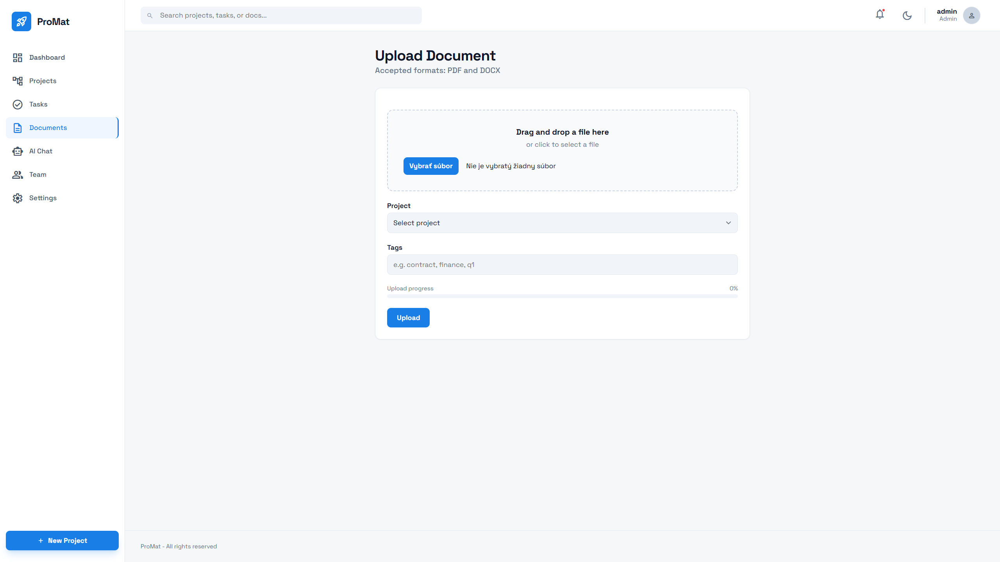 ProMat
Search projects, tasks, or docs...
admin
Admin
Dashboard
Projects
Tasks
Documents
AI Chat
Team
Settings
Upload Document
Accepted formats: PDF and DOCX
Drag and drop a file here
or click to select a file
Vybrať súbor Nie je vybratý žiadny súbor
Project
Select project
Tags
e.g. contract, finance, q1
Upload progress 0%
Upload
+ New Project
ProMat - All rights reserved